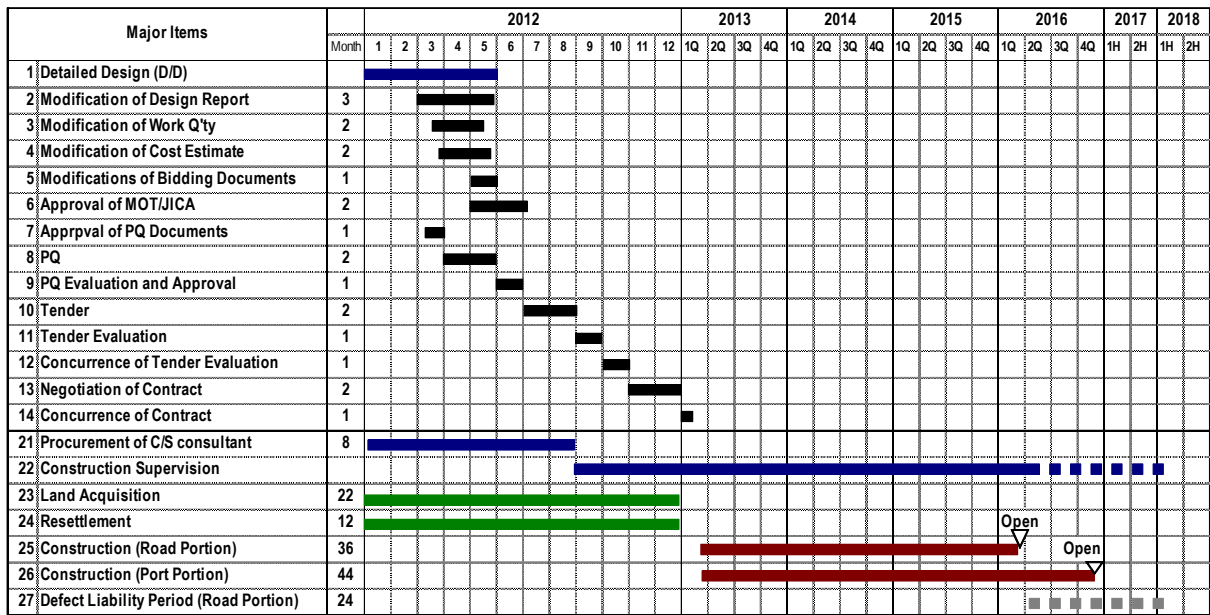 Major Items 2012 2013 2014 2015 2016 2017 2018
Month 1 2 3 4 5 6 7 8 9 10 11 12 1Q 2Q 3Q 4Q 1Q 2Q 3Q 4Q 1Q 2Q 3Q 4Q 1Q 2Q 3Q 4Q 1H 2H 1H 2H
1 Detailed Design (D/D)
2 Modification of Design Report 3
3 Modification of Work Q'ty 2
4 Modification of Cost Estimate 2
5 Modifications of Bidding Documents 1
6 Approval of MOT/JICA 2
7 Apprpval of PQ Documents 1
8 PQ 2
9 PQ Evaluation and Approval 1
10 Tender 2
11 Tender Evaluation 1
12 Concurrence of Tender Evaluation 1
13 Negotiation of Contract 2
14 Concurrence of Contract 1
21 Procurement of C/S consultant 8
22 Construction Supervision
23 Land Acquisition 22
24 Resettlement 12 Open
25 Construction (Road Portion) 36 Open
26 Construction (Port Portion) 44
27 Defect Liability Period (Road Portion) 24